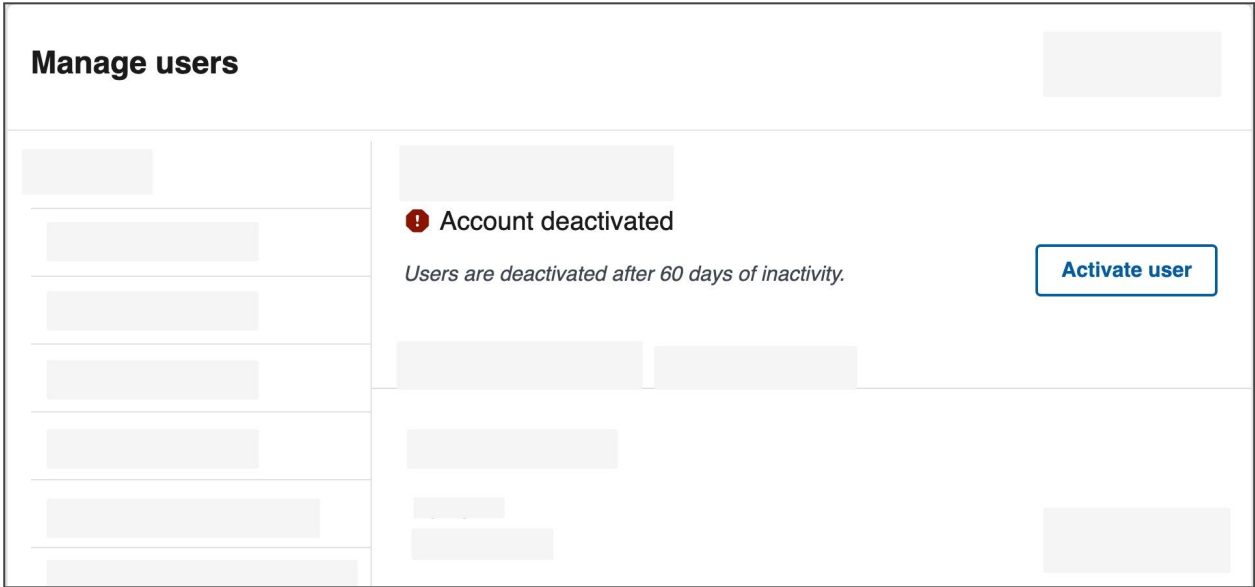 Manage users
Account deactivated
Users are deactivated after 60 days of inactivity.
Activate user